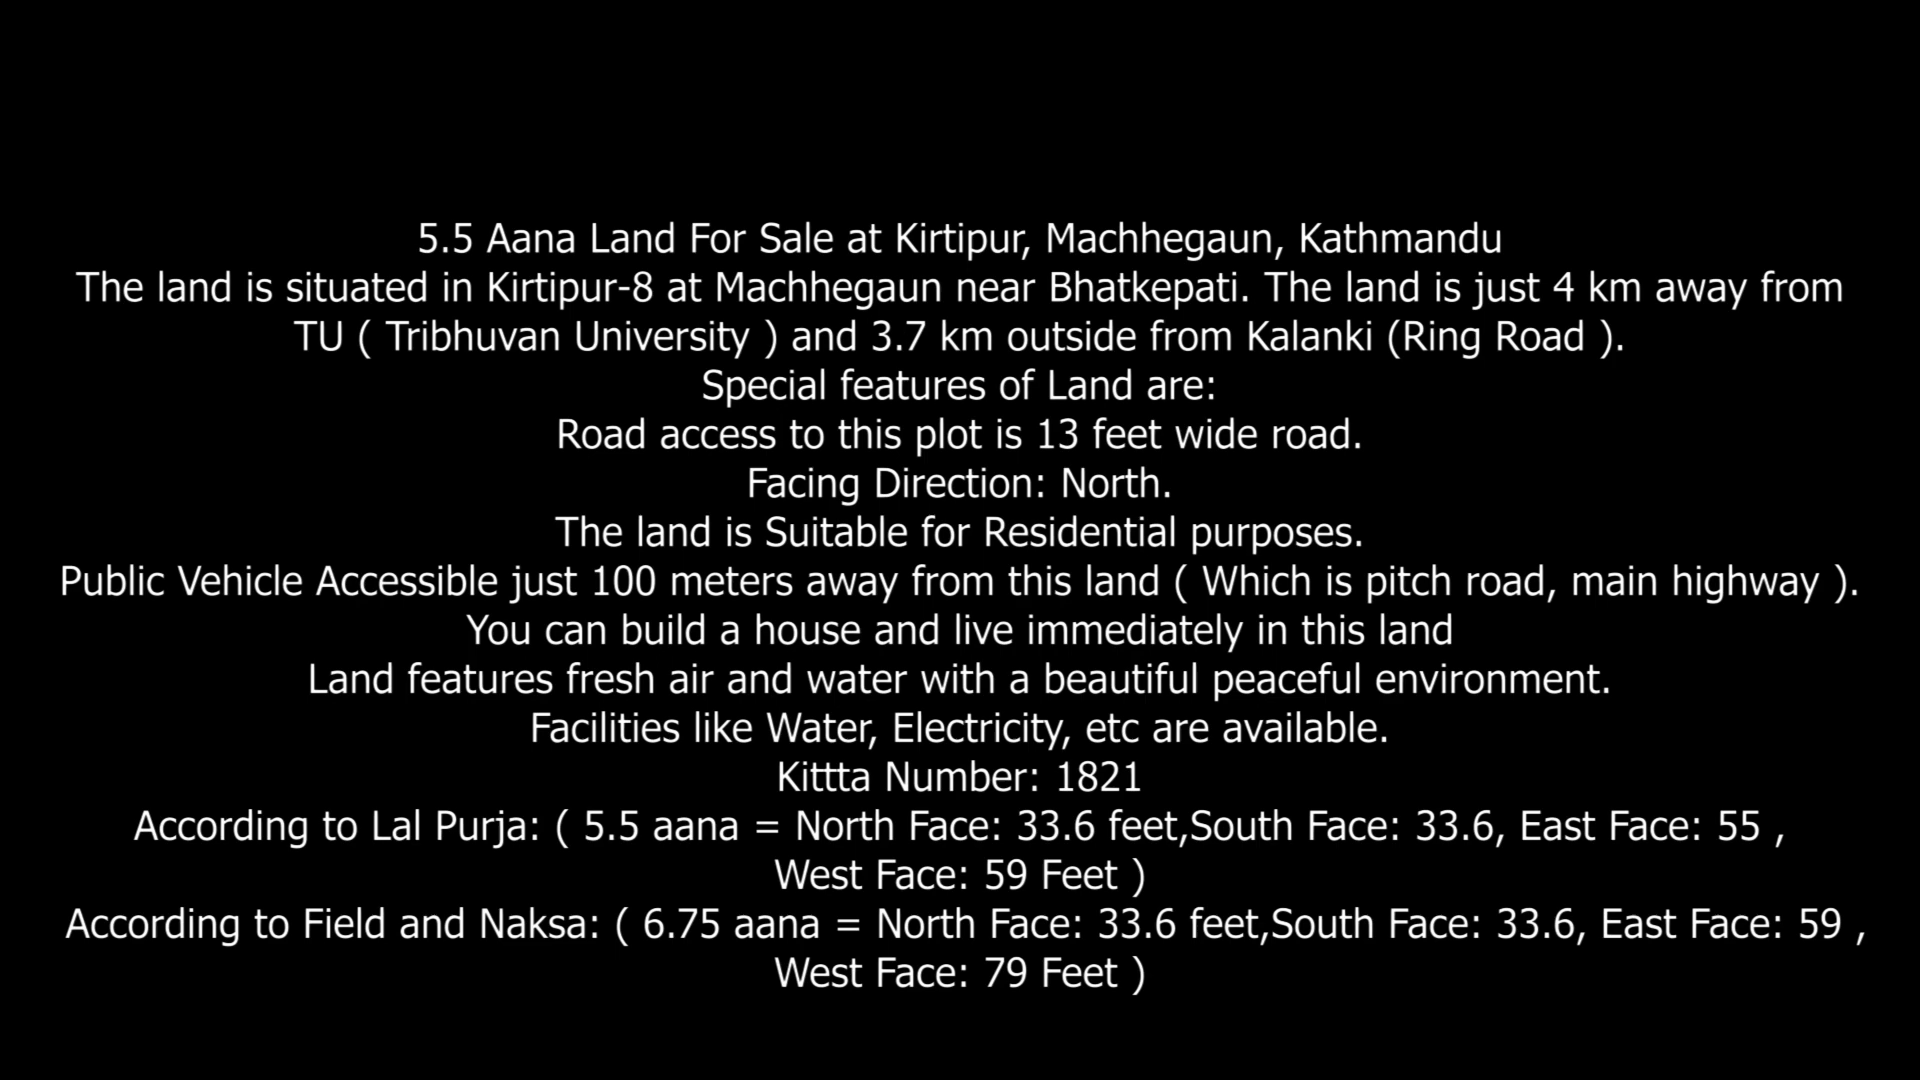 5.5 Aana Land For Sale at Kirtipur, Machhegaun, Kathmandu
The land is situated in Kirtipur-8 at Machhegaun near Bhatkepati. The land is just 4 km away from
TU ( Tribhuvan University ) and 3.7 km outside from Kalanki (Ring Road ).
Special features of Land are:
Road access to this plot is 13 feet wide road.
Facing Direction: North.
The land is Suitable for Residential purposes.
Public Vehicle Accessible just 100 meters away from this land ( Which is pitch road, main highway ).
You can build a house and live immediately in this land
Land features fresh air and water with a beautiful peaceful environment.
Facilities like Water, Electricity, etc are available.
Kittta Number: 1821
According to Lal Purja: ( 5.5 aana = North Face: 33.6 feet,South Face: 33.6, East Face: 55 ,
West Face: 59 Feet )
According to Field and Naksa: ( 6.75 aana = North Face: 33.6 feet,South Face: 33.6, East Face: 59 ,
West Face: 79 Feet )